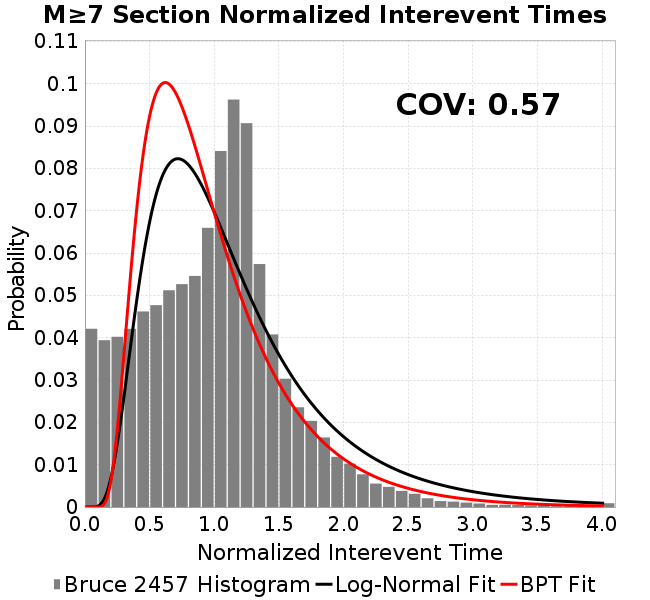 M≥7 Section Normalized Interevent Times
0.11
0.1
0.09
0.08
0.07
0.06
0.05
0.04
0.03
0.02
0.01
0
Probability
COV: 0.57
0.0 0.5 1.0 1.5 2.0 2.5 3.0 3.5 4.0
Normalized Interevent Time
Bruce 2457 Histogram Log-Normal Fit BPT Fit